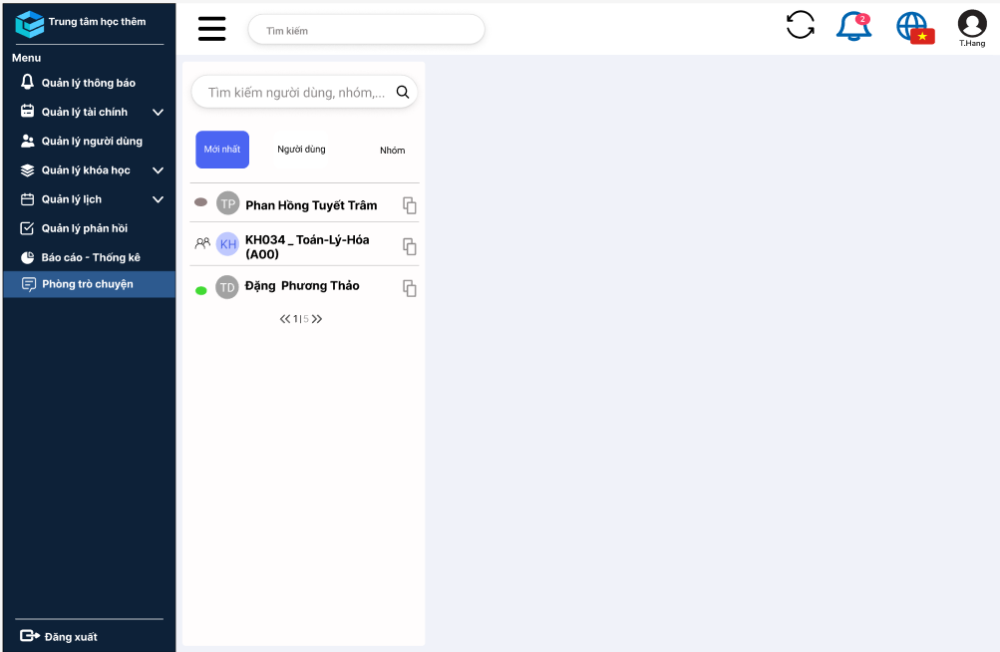 Trung tâm học thêm
Menu
Quản lý thông báo
Quản lý tài chính
Quản lý người dùng
Quản lý khóa học
Quản lý lịch
Quản lý phản hồi
Báo cáo - Thống kê
Phòng trò chuyện
Đăng xuất
Tìm kiếm
2
T.Hang
Tìm kiếm người dùng, nhóm,...
Mới nhất Người dùng Nhóm
TP Phan Hồng Tuyết Trâm
KH KH034 _ Toán-Lý-Hóa
(A00)
TD Đặng Phương Thảo
1|5